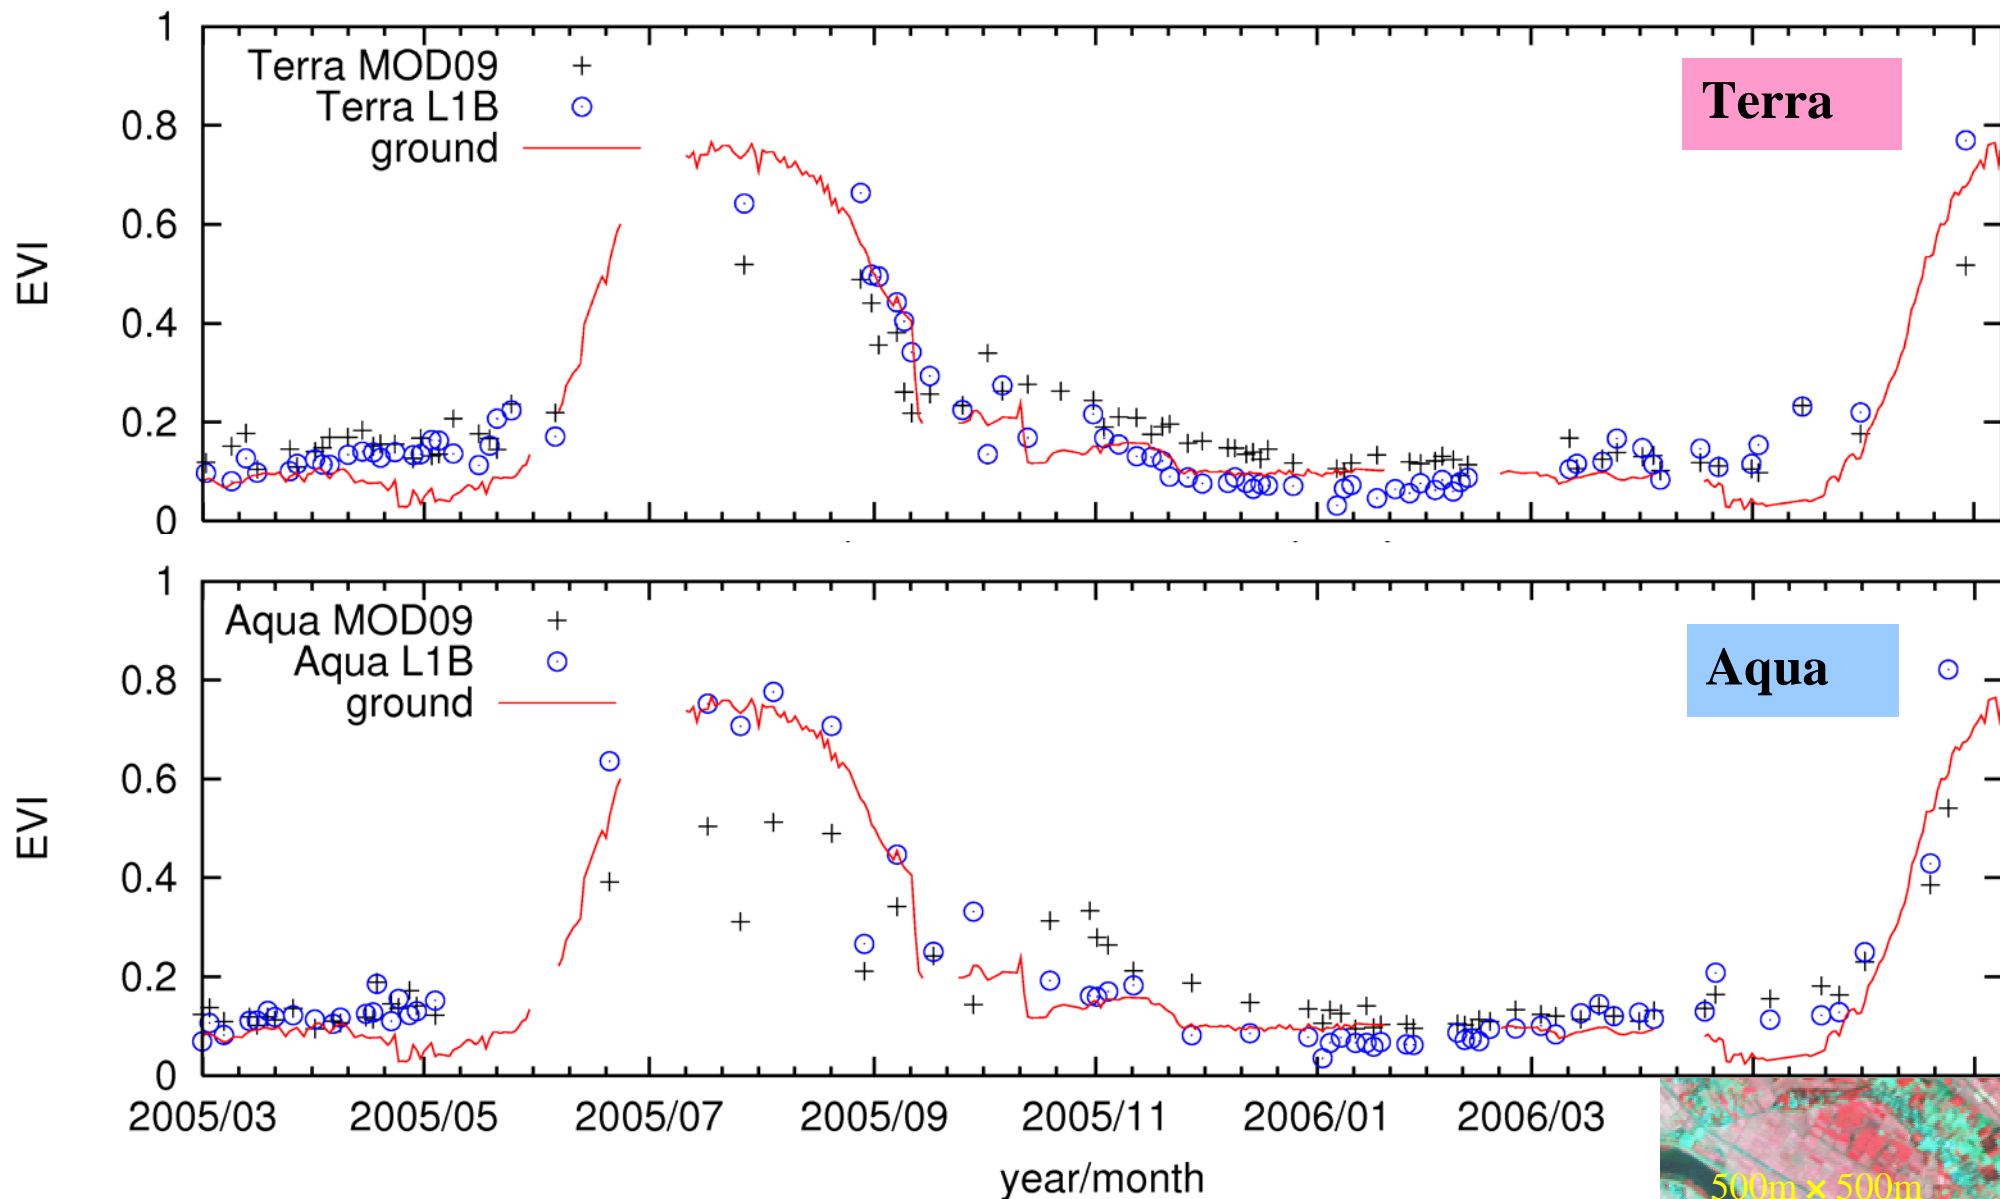 1
Terra MOD09
Terra L1B
ground
Terra
0.8
0.6
EVI
0.4
0.2
0
1
Aqua MOD09
Aqua L1B
ground
Aqua
0.8
0.6
EVI
0.4
0.2
0
2005/03 2005/05 2005/07 2005/09 2005/11 2006/01 2006/03
year/month
500m × 500m